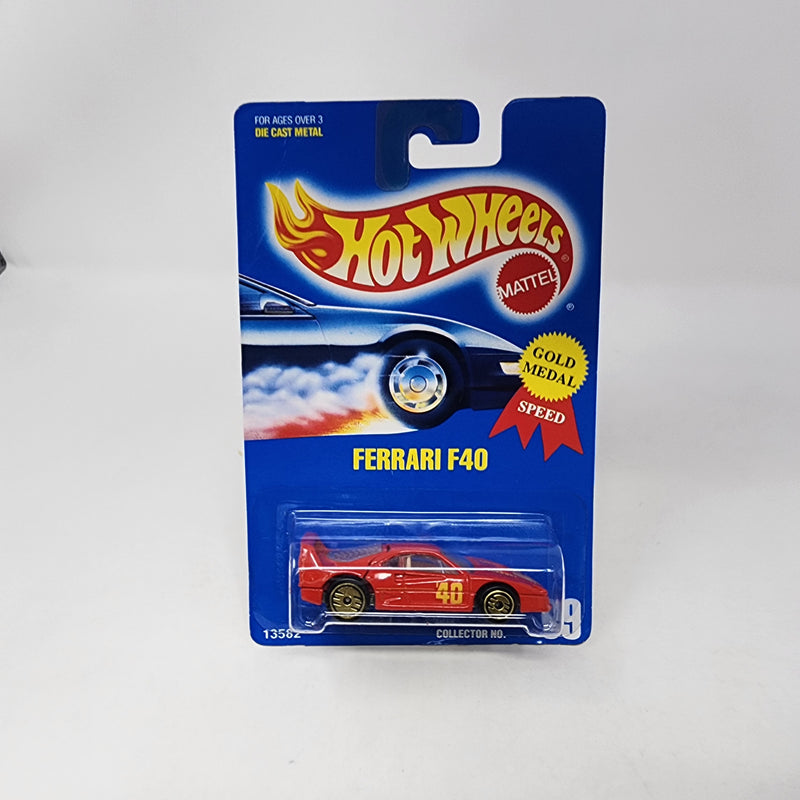 FOR AGES OVER 3
DIE CAST METAL
HOT WHEELS ®
MATTEL ®
GOLD
MEDAL
SPEED
FERRARI F40
40
13582
COLLECTOR NO.